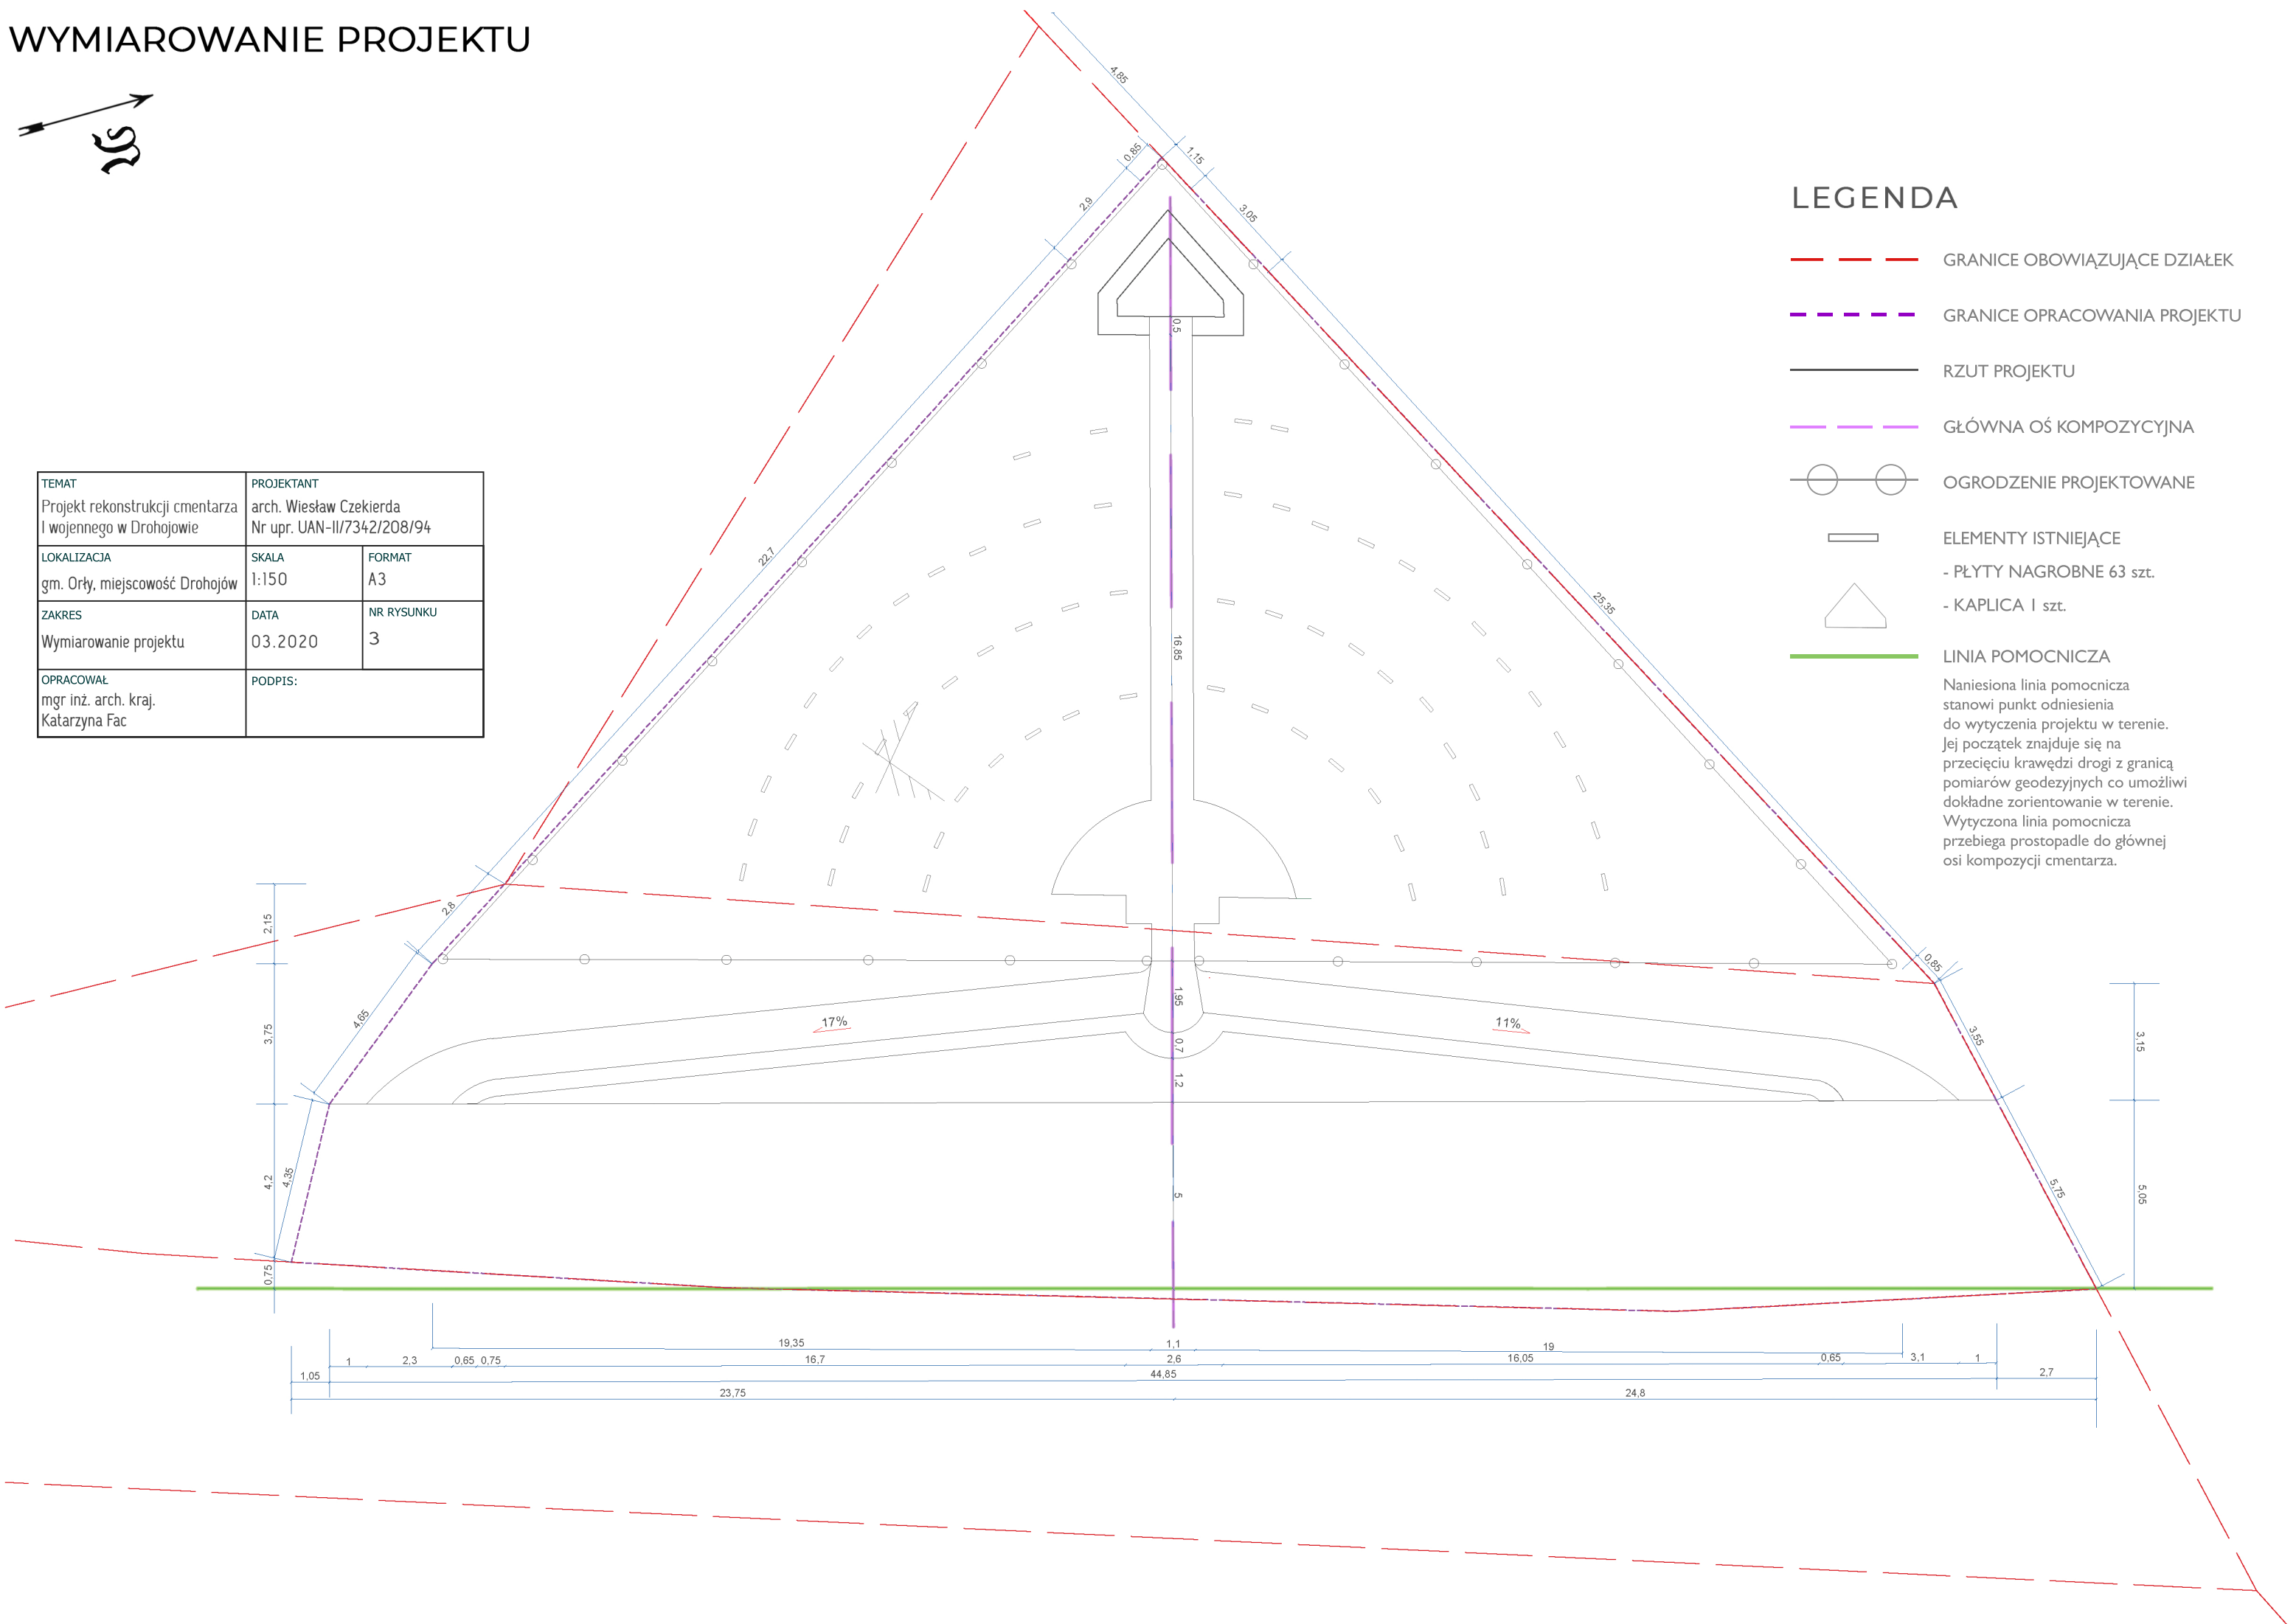 WYMIAROWANIE PROJEKTU
N
TEMAT
Projekt rekonstrukcji cmentarza
I wojennego w Drohojowie
PROJEKTANT
arch. Wiesław Czekierda
Nr upr. UAN-II/7342/208/94
LOKALIZACJA
gm. Orły, miejscowość Drohojów
SKALA
1:150
FORMAT
A3
ZAKRES
Wymiarowanie projektu
DATA
03.2020
NR RYSUNKU
3
OPRACOWAŁ
mgr inż. arch. kraj.
Katarzyna Fac
PODPIS:
4,85
0,85
1,15
2,9
3,05
0,5
22,7
25,35
16,85
2,8
2,15
0,85
4,65
3,75
1,95
17%
11%
3,55
3,15
0,7
1,2
4,2
4,35
5
5,75
5,05
0,75
19,35
1,1
19
1
2,3
0,65
0,75
16,7
2,6
16,05
0,65
3,1
1
1,05
44,85
2,7
23,75
24,8
LEGENDA
GRANICE OBOWIĄZUJĄCE DZIAŁEK
GRANICE OPRACOWANIA PROJEKTU
RZUT PROJEKTU
GŁÓWNA OŚ KOMPOZYCYJNA
OGRODZENIE PROJEKTOWANE
ELEMENTY ISTNIEJĄCE
- PŁYTY NAGROBNE 63 szt.
- KAPLICA 1 szt.
LINIA POMOCNICZA
Naniesiona linia pomocnicza
stanowi punkt odniesienia
do wytyczenia projektu w terenie.
Jej początek znajduje się na
przecięciu krawędzi drogi z granicą
pomiarów geodezyjnych co umożliwi
dokładne zorientowanie w terenie.
Wytyczona linia pomocnicza
przebiega prostopadle do głównej
osi kompozycji cmentarza.